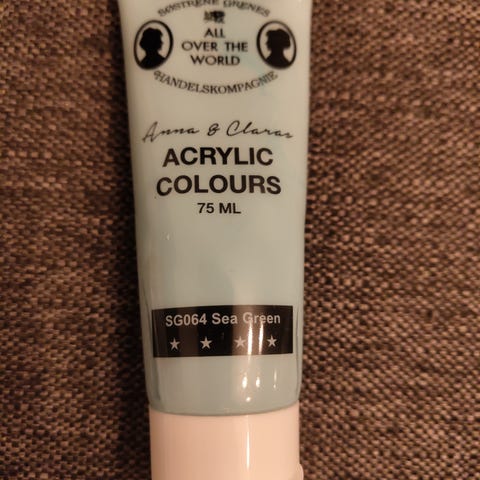 SØSTRENE GRENES
ALL
OVER THE
WORLD
HANDELSKOMPAGNIE
Anna & Claras
ACRYLIC
COLOURS
75 ML
SG064 Sea Green